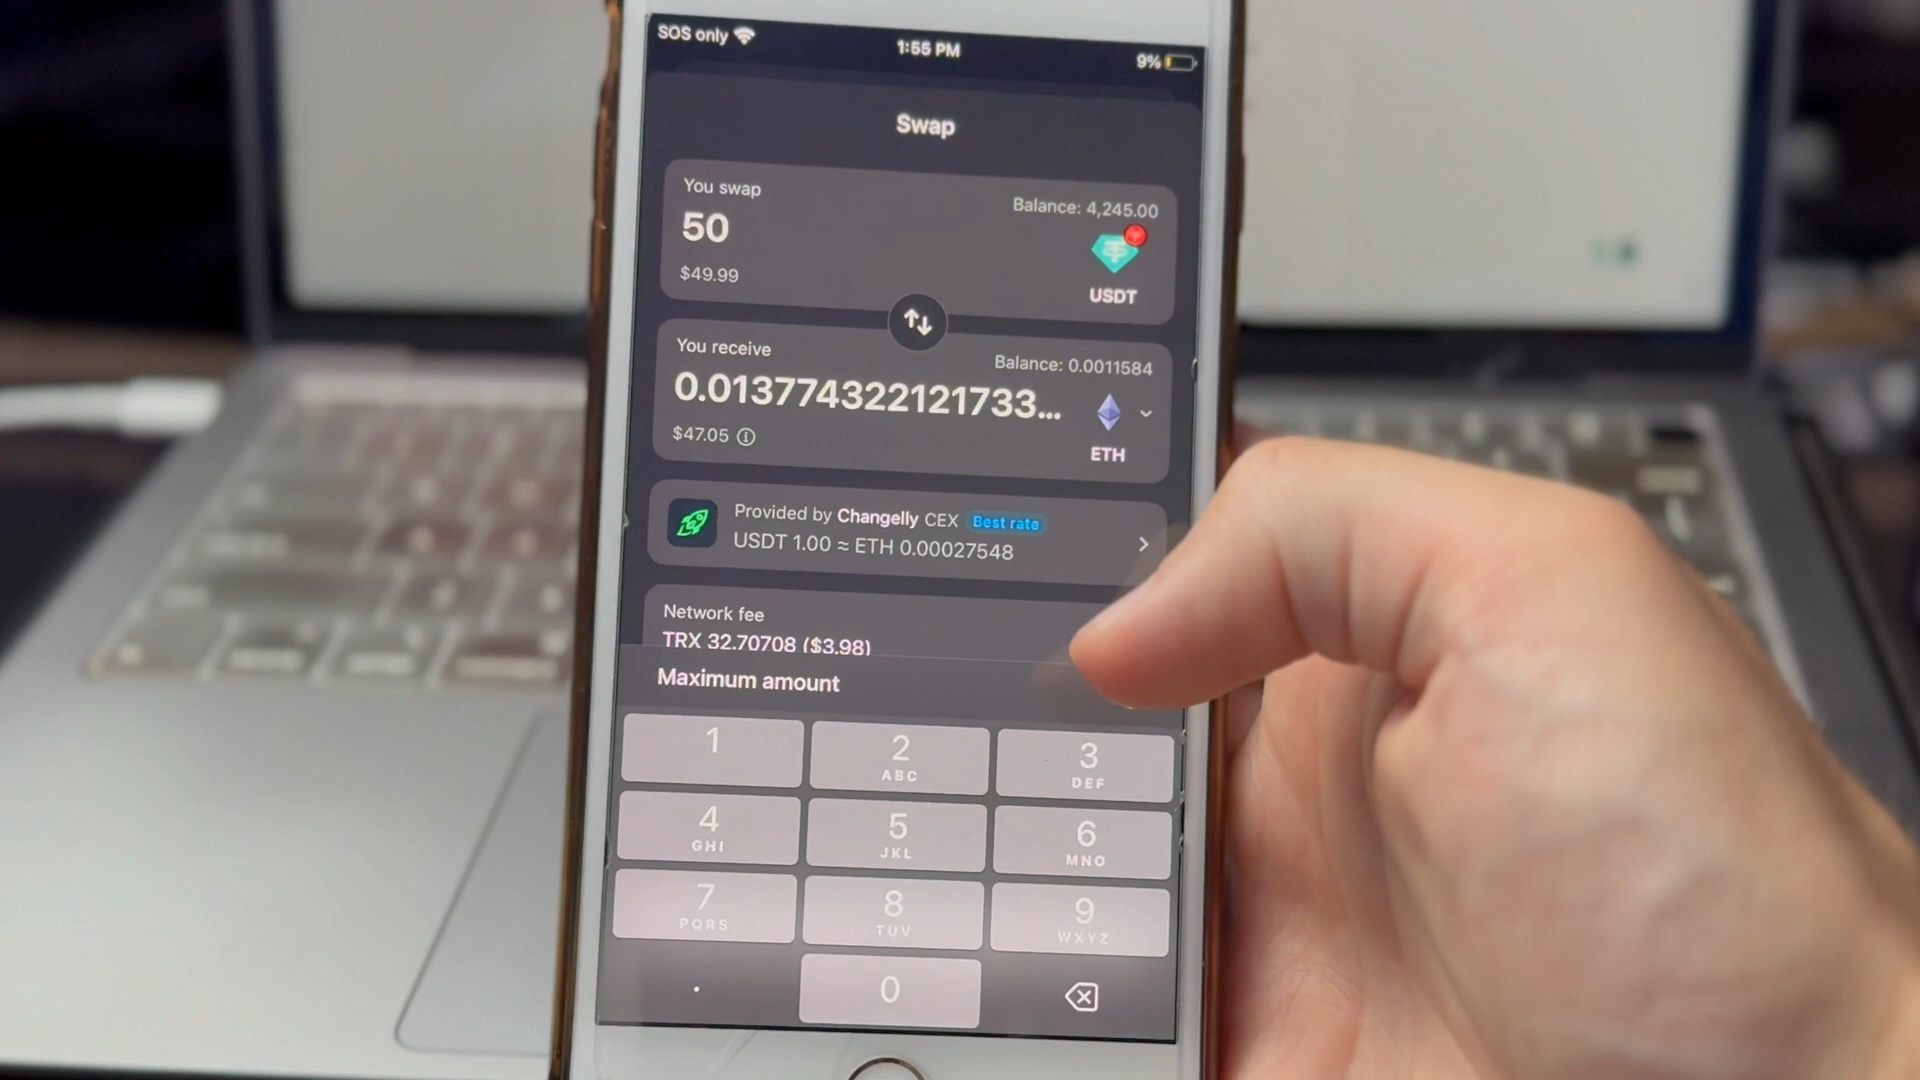 SOS only
1:55 PM
9%
Swap
You swap
Balance: 4,245.00
50
$49.99
USDT
You receive
Balance: 0.0011584
0.013774322121733...
$47.05
ETH
Provided by Changelly CEX Best rate
USDT 1.00 ≈ ETH 0.00027548
Network fee
TRX 32.70708 ($3.98)
Maximum amount
1
2
ABC
3
DEF
4
GHI
5
JKL
6
MNO
7
PQRS
8
TUV
9
WXYZ
.
0